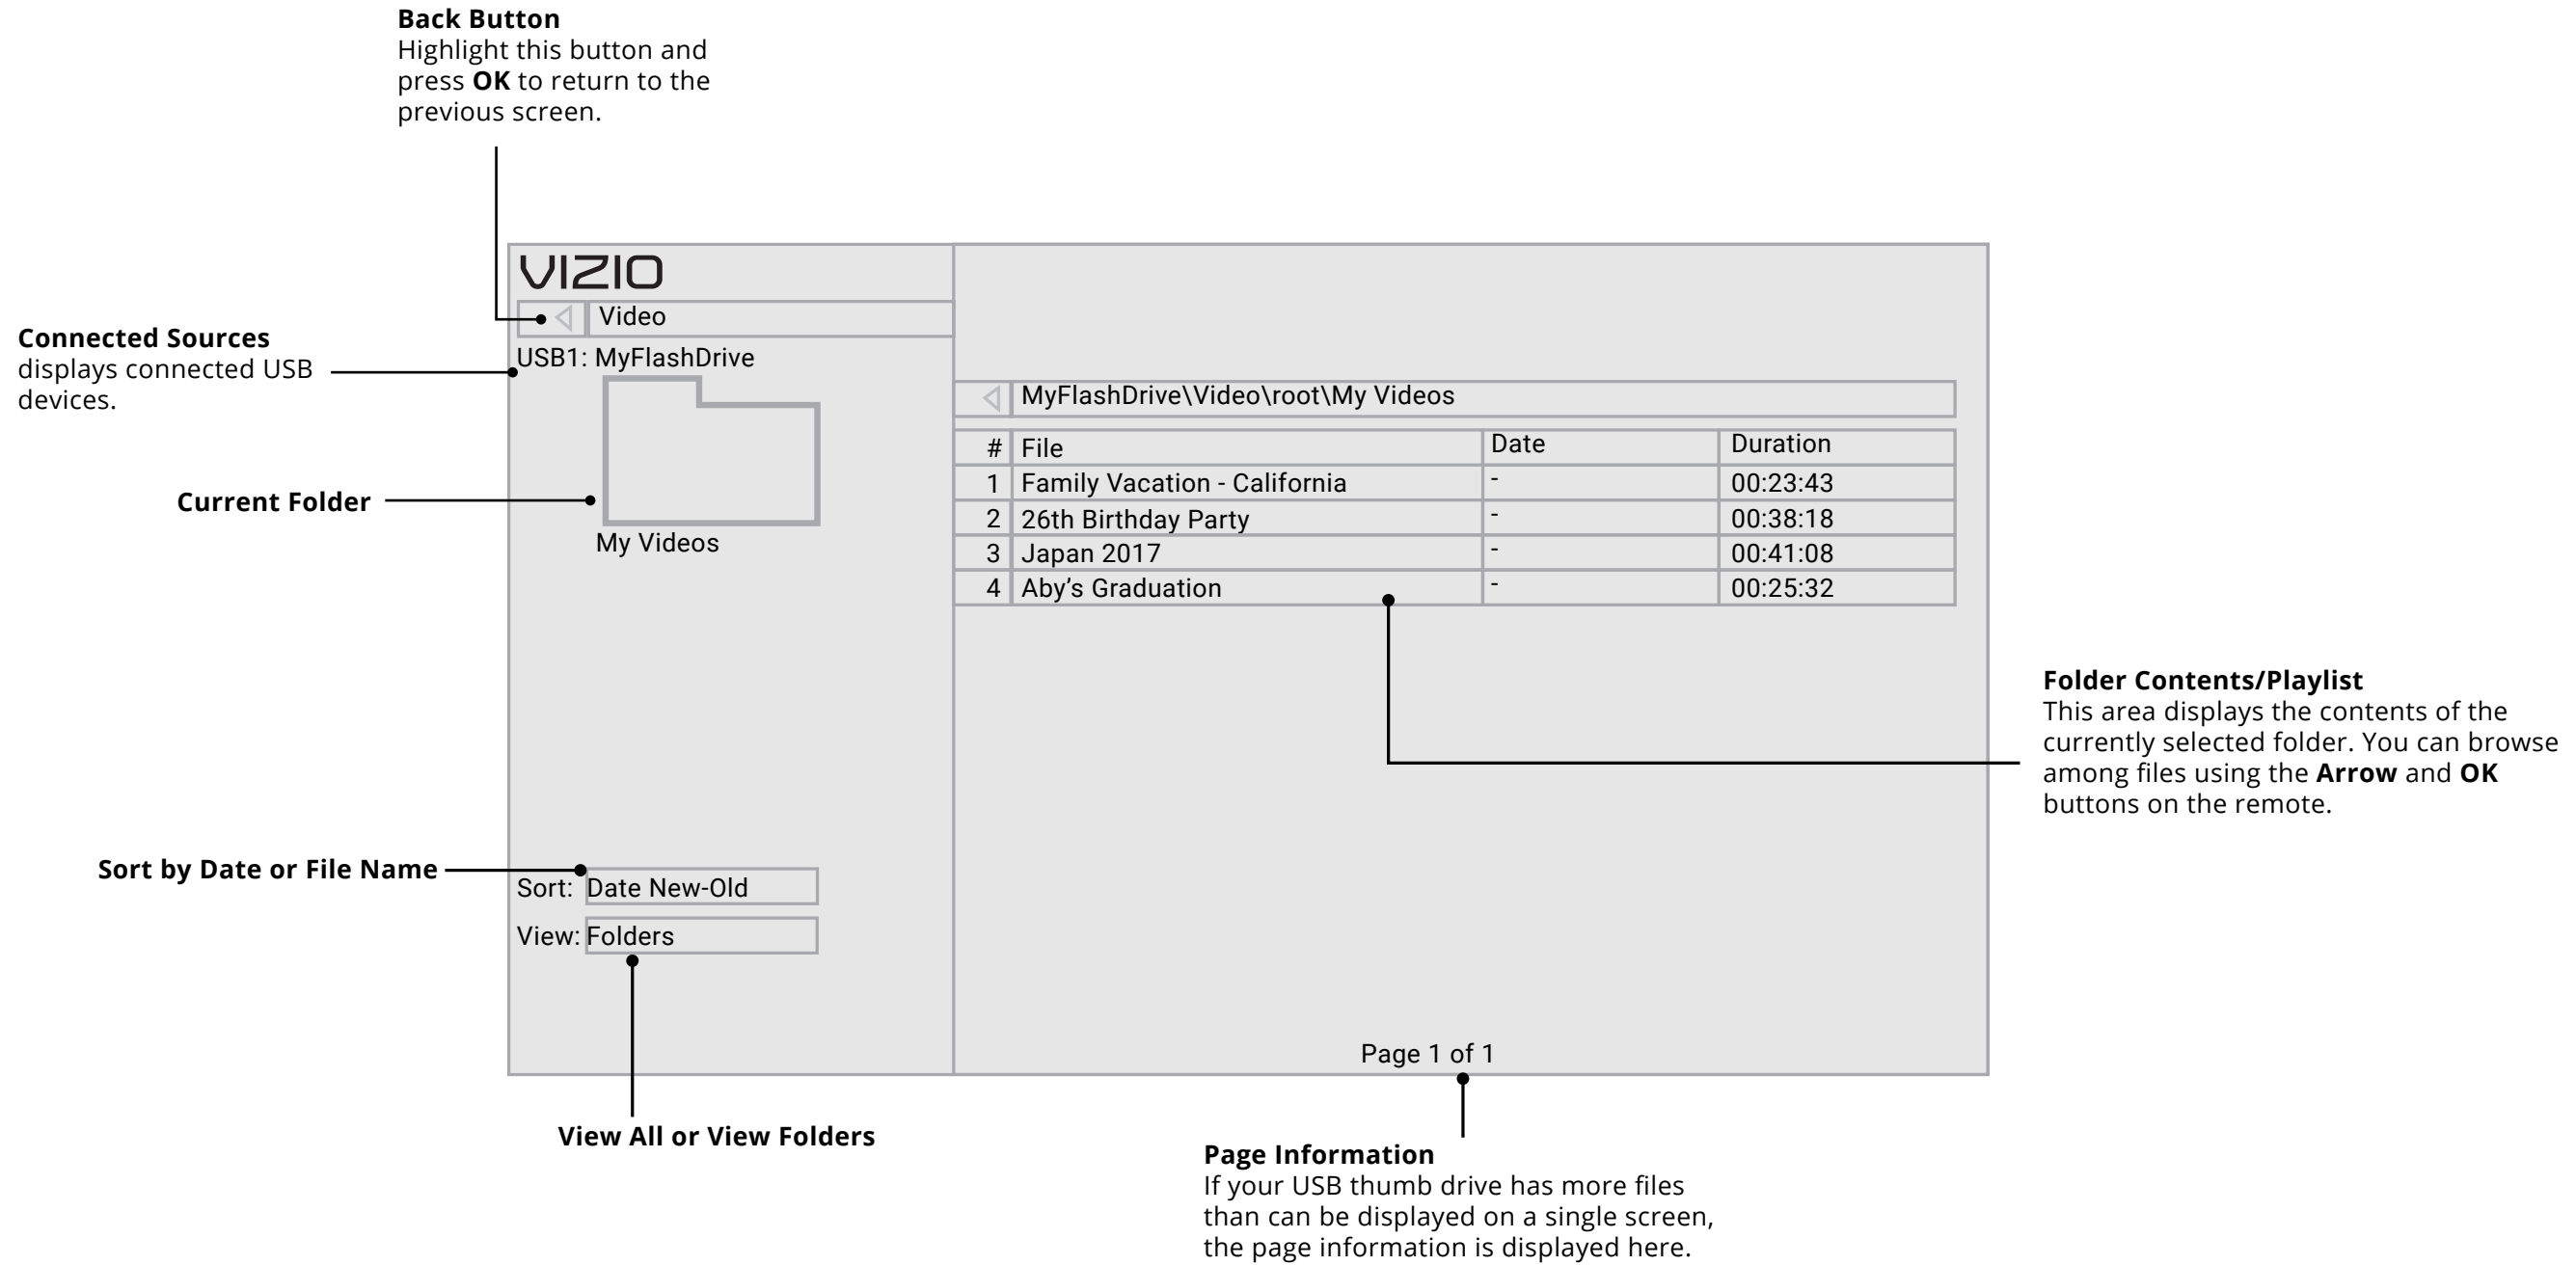 Back Button
Highlight this button and
press OK to return to the
previous screen.
VIZIO
Video
Connected Sources
displays connected USB
devices.
USB1: MyFlashDrive
Current Folder
My Videos
MyFlashDrive\Video\root\My Videos
# File Date Duration
1 Family Vacation - California - 00:23:43
2 26th Birthday Party - 00:38:18
3 Japan 2017 - 00:41:08
4 Aby’s Graduation - 00:25:32
Folder Contents/Playlist
This area displays the contents of the
currently selected folder. You can browse
among files using the Arrow and OK
buttons on the remote.
Sort by Date or File Name
Sort: Date New-Old
View: Folders
Page 1 of 1
View All or View Folders
Page Information
If your USB thumb drive has more files
than can be displayed on a single screen,
the page information is displayed here.